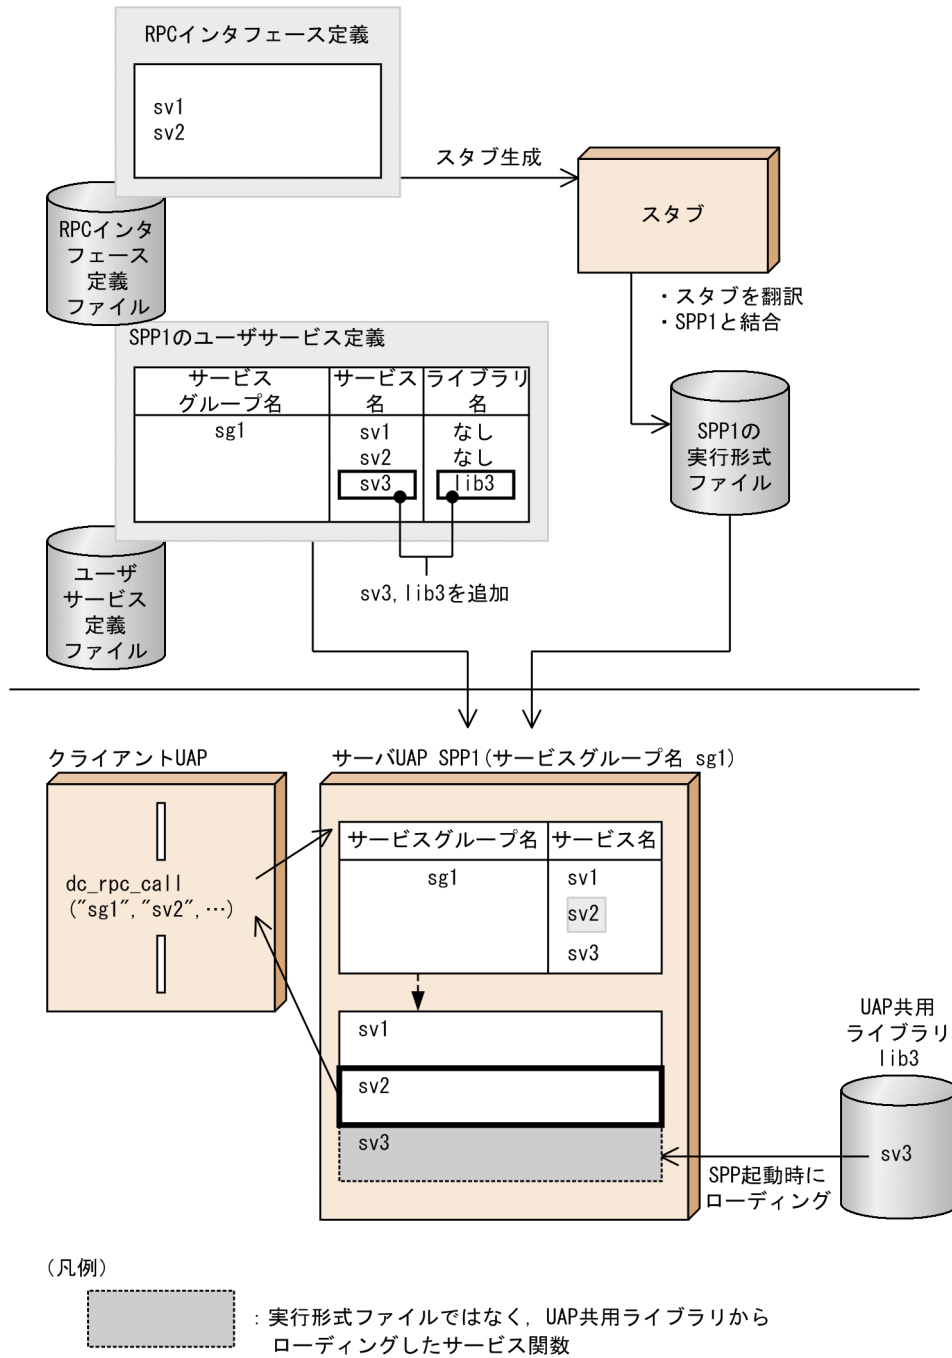 RPCインタフェース定義
sv1
sv2
スタブ生成
スタブ
RPCインタ
フェース
定義
ファイル
・スタブを翻訳
・SPP1と結合
SPP1のユーザサービス定義
サービス
グループ名
サービス
名
ライブラリ
名
sg1
sv1
なし
sv2
なし
sv3
lib3
SPP1の
実行形式
ファイル
ユーザ
サービス
定義
ファイル
sv3,lib3を追加
クライアントUAP
サーバUAP SPP1(サービスグループ名 sg1)
dc_rpc_call
("sg1","sv2",…)
サービスグループ名
サービス名
sg1
sv1
sv2
sv3
sv1
sv2
sv3
UAP共用
ライブラリ
lib3
sv3
SPP起動時に
ローディング
(凡例)
：実行形式ファイルではなく，UAP共用ライブラリから
ローディングしたサービス関数